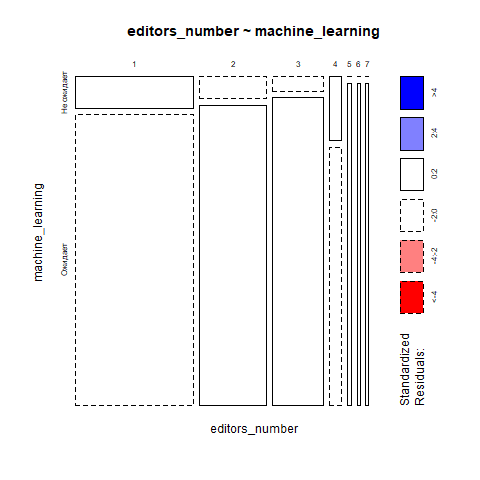 editors_number ~ machine_learning
1 2 3 4 5 6 7
Не ожидает
Ожидает
machine_learning
editors_number
>4
2:4
0:2
-2:0
-4:-2
<-4
Standardized
Residuals: